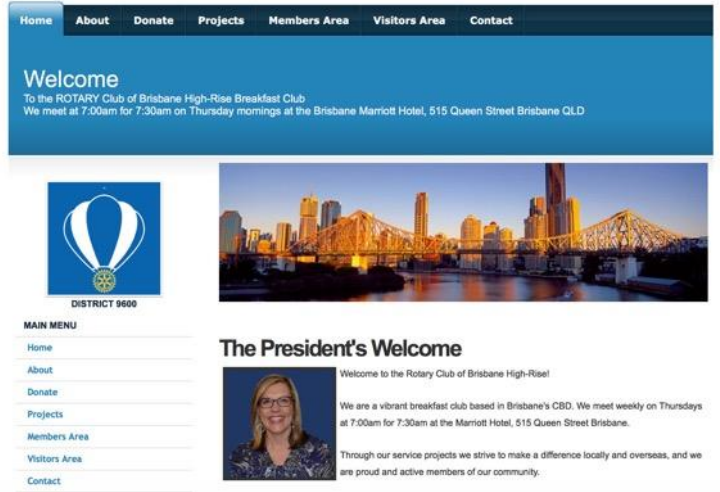 Home About Donate Projects Members Area Visitors Area Contact
Welcome
To the ROTARY Club of Brisbane High-Rise Breakfast Club
We meet at 7:00am for 7:30am on Thursday mornings at the Brisbane Marriott Hotel, 515 Queen Street Brisbane QLD
DISTRICT 9600
MAIN MENU
Home
About
Donate
Projects
Members Area
Visitors Area
Contact
The President's Welcome
Welcome to the Rotary Club of Brisbane High-Rise!
We are a vibrant breakfast club based in Brisbane's CBD. We meet weekly on Thursdays
at 7:00am for 7:30am at the Marriott Hotel, 515 Queen Street Brisbane.
Through our service projects we strive to make a difference locally and overseas, and we
are proud and active members of our community.